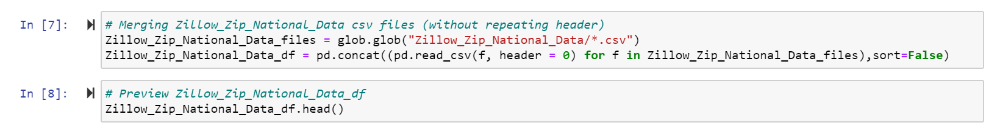 In [7]: # Merging Zillow_Zip_National_Data csv files (without repeating header)
Zillow_Zip_National_Data_files = glob.glob("Zillow_Zip_National_Data/*.csv")
Zillow_Zip_National_Data_df = pd.concat((pd.read_csv(f, header = 0) for f in Zillow_Zip_National_Data_files),sort=False)
In [8]: # Preview Zillow_Zip_National_Data_df
Zillow_Zip_National_Data_df.head()